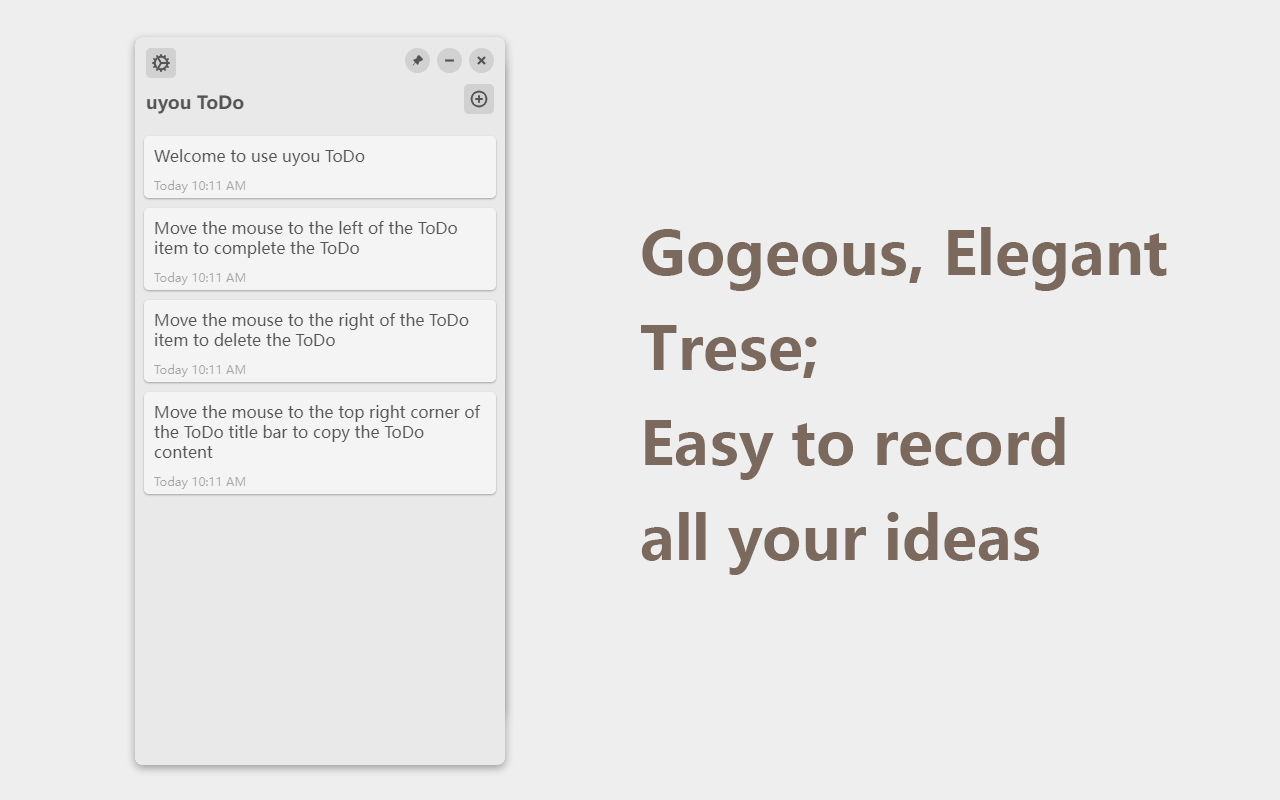 uyou ToDo
Welcome to use uyou ToDo
Today 10:11 AM
Move the mouse to the left of the ToDo
item to complete the ToDo
Today 10:11 AM
Move the mouse to the right of the ToDo
item to delete the ToDo
Today 10:11 AM
Move the mouse to the top right corner of
the ToDo title bar to copy the ToDo
content
Today 10:11 AM
Gogeous, Elegant
Trese;
Easy to record
all your ideas